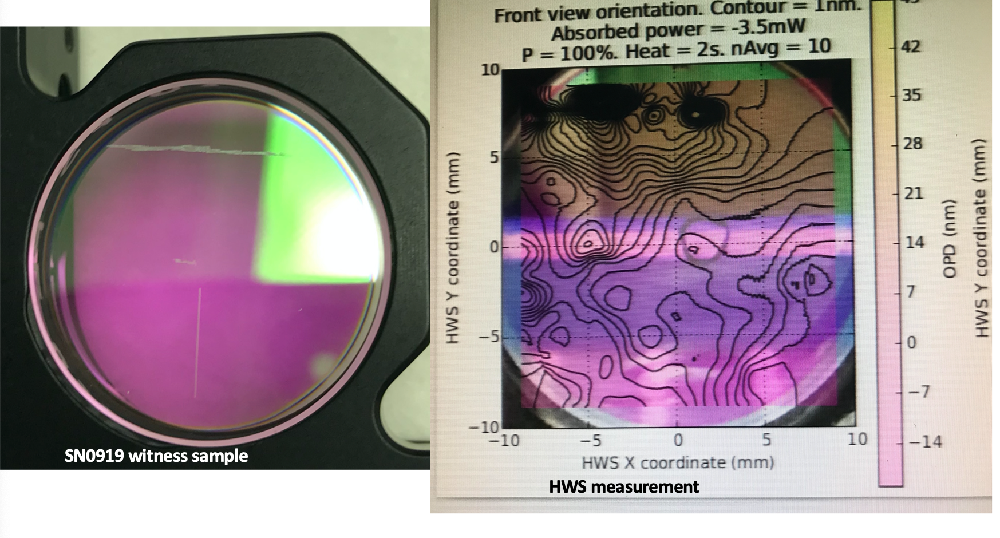 Front view orientation. Contour = 1nm.
Absorbed power = -3.5mW
P = 100%. Heat = 2s. nAvg = 10
10
5
0
−5
−10
−10
−5
0
5
10
HWS Y coordinate (mm)
HWS X coordinate (mm)
42
35
28
21
14
7
0
−7
−14
OPD (nm)
HWS Y coordinate (mm)
SN0919 witness sample
HWS measurement